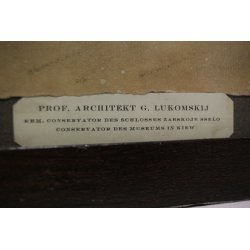 PROF. ARCHITEKT G. LUKOMSKIJ
EHM. CONSERVATOR DES SCHLOSSES ZARSKOJE SSELO
CONSERVATOR DES MUSEUMS IN KIEW